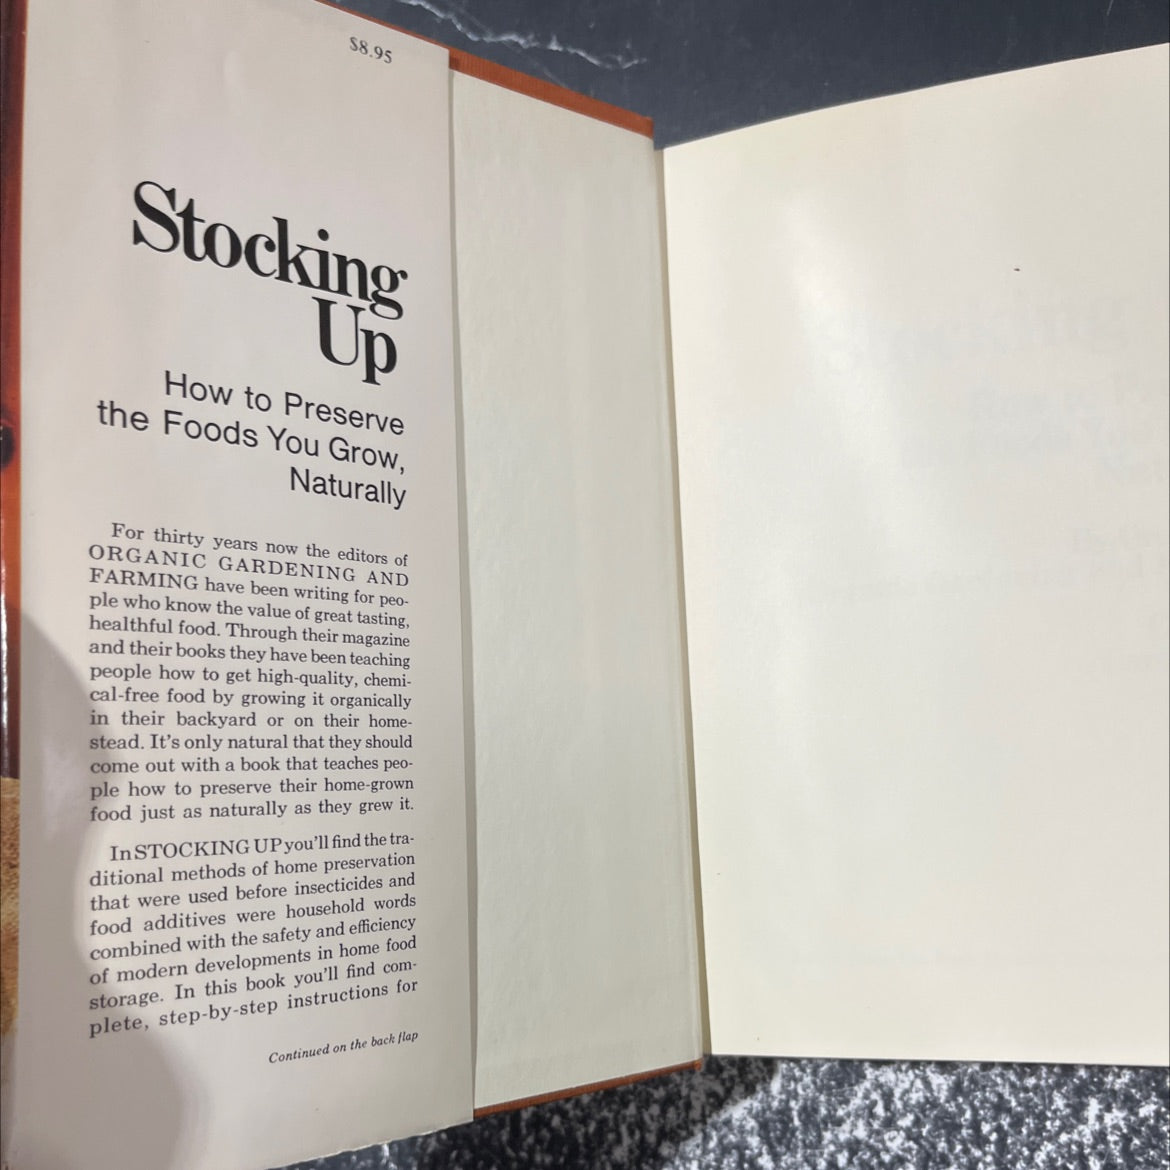 $8.95
Stocking
Up
How to Preserve
the Foods You Grow,
Naturally
For thirty years now the editors of
ORGANIC GARDENING AND
FARMING have been writing for peo-
ple who know the value of great tasting,
healthful food. Through their magazine
and their books they have been teaching
people how to get high-quality, chemi-
cal-free food by growing it organically
in their backyard or on their home-
stead. It's only natural that they should
come out with a book that teaches peo-
ple how to preserve their home-grown
food just as naturally as they grew it.
In STOCKING UP you'll find the tra-
ditional methods of home preservation
that were used before insecticides and
food additives were household words
combined with the safety and efficiency
of modern developments in home food
storage. In this book you'll find com-
plete, step-by-step instructions for
Continued on the back flap